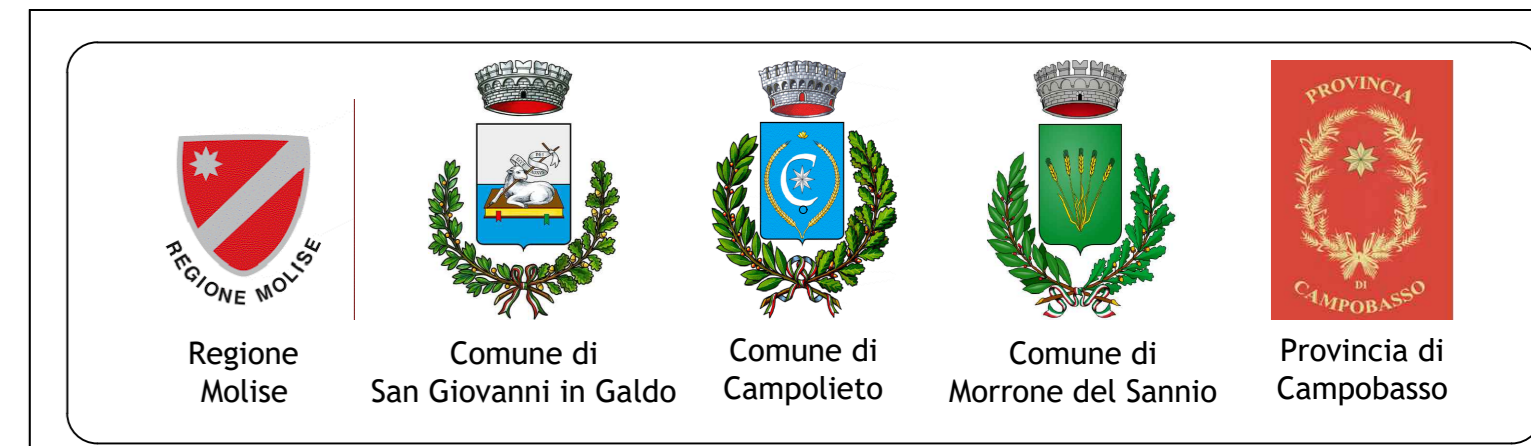 REGIONE MOLISE
PROVINCIA
DI
CAMPOBASSO
C
Regione
Molise
Comune di
San Giovanni in Galdo
Comune di
Campolieto
Comune di
Morrone del Sannio
Provincia di
Campobasso